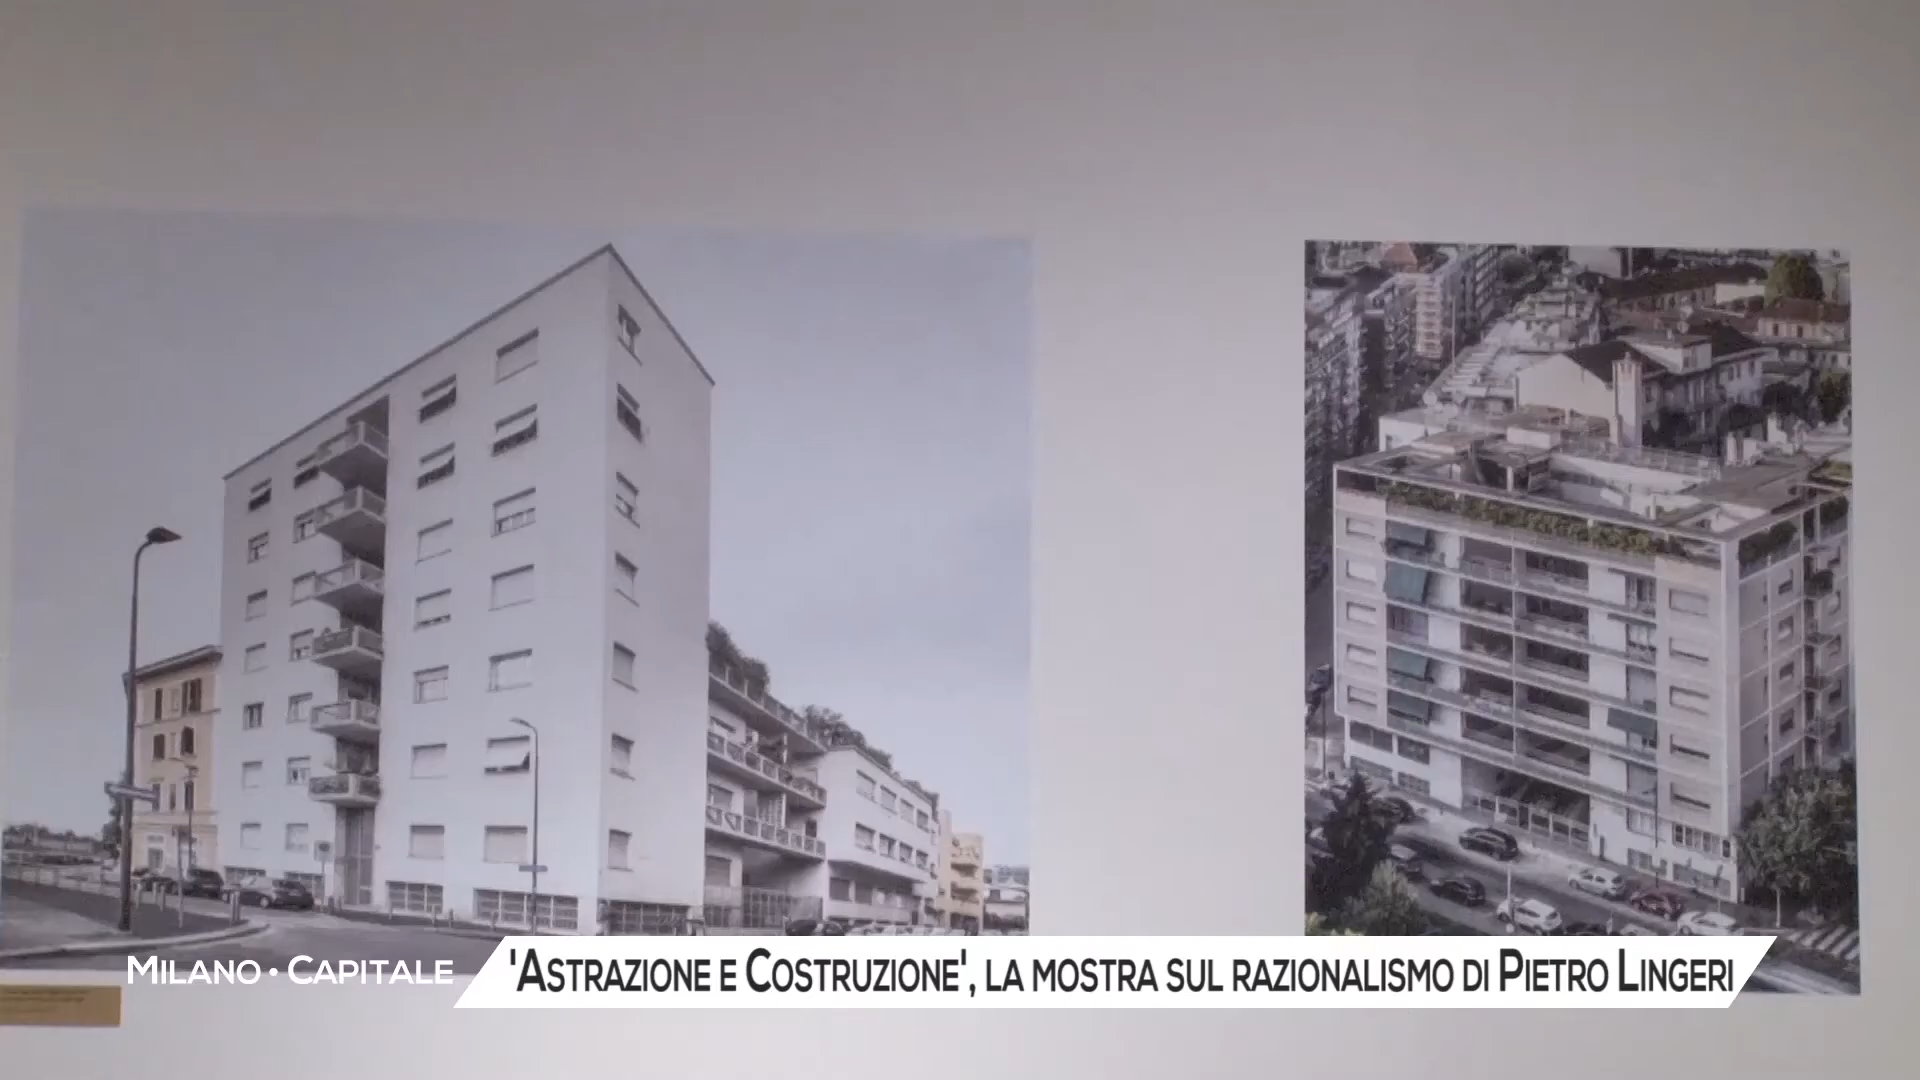 MILANO • CAPITALE
'ASTRAZIONE E COSTRUZIONE', LA MOSTRA SUL RAZIONALISMO DI PIETRO LINGERI